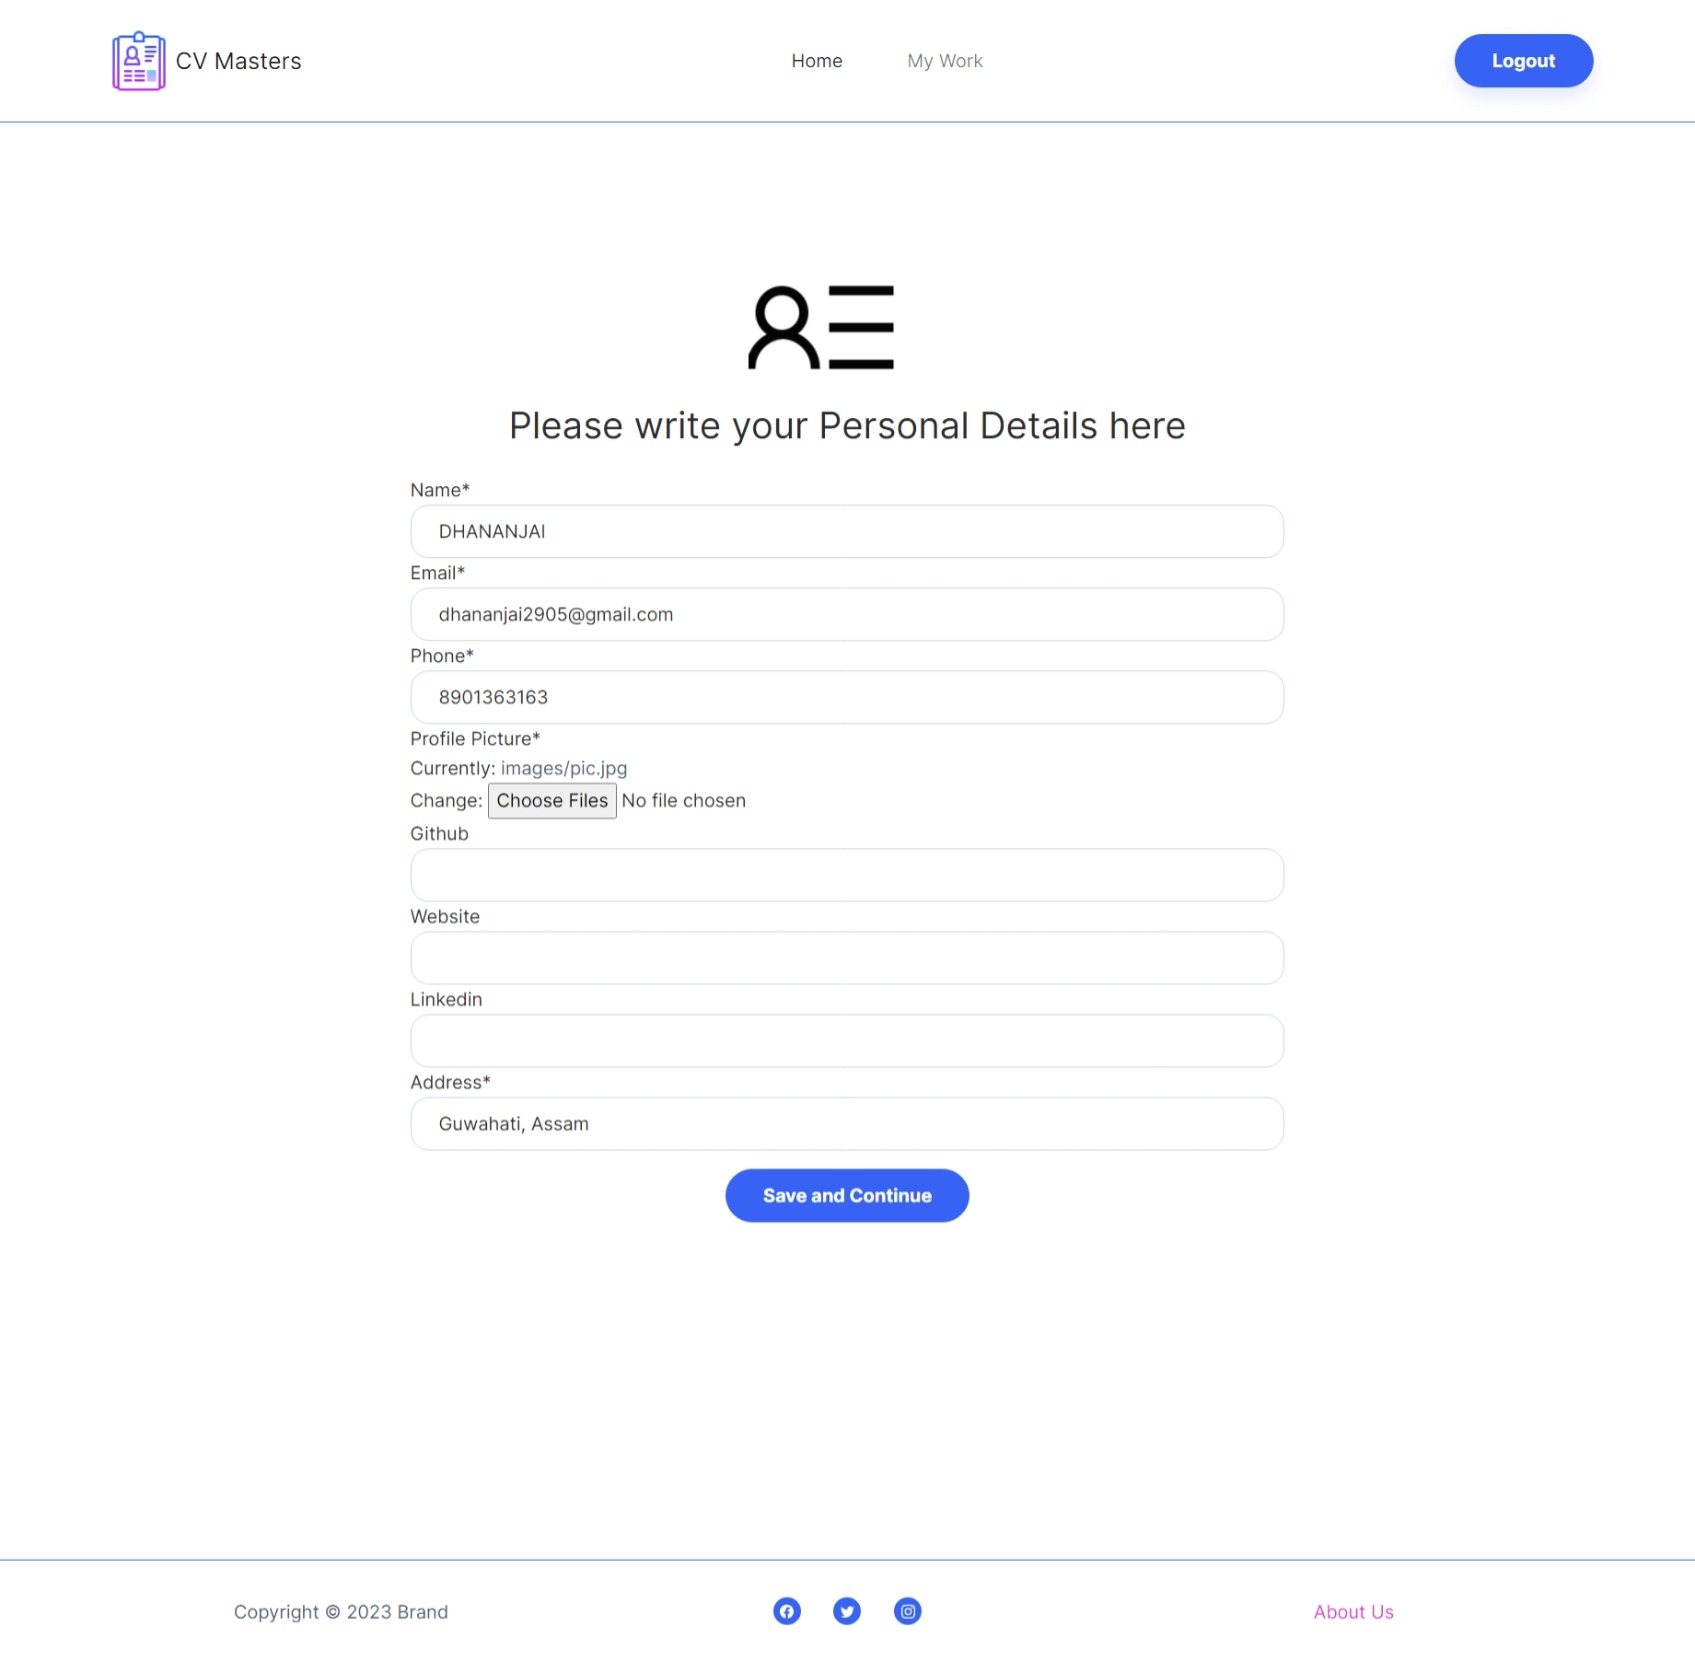 CV Masters
Home
My Work
Logout
Please write your Personal Details here
Name*
DHANANJAI
Email*
dhananjai2905@gmail.com
Phone*
8901363163
Profile Picture*
Currently: images/pic.jpg
Change: Choose Files No file chosen
Github
Website
Linkedin
Address*
Guwahati, Assam
Save and Continue
Copyright © 2023 Brand
About Us